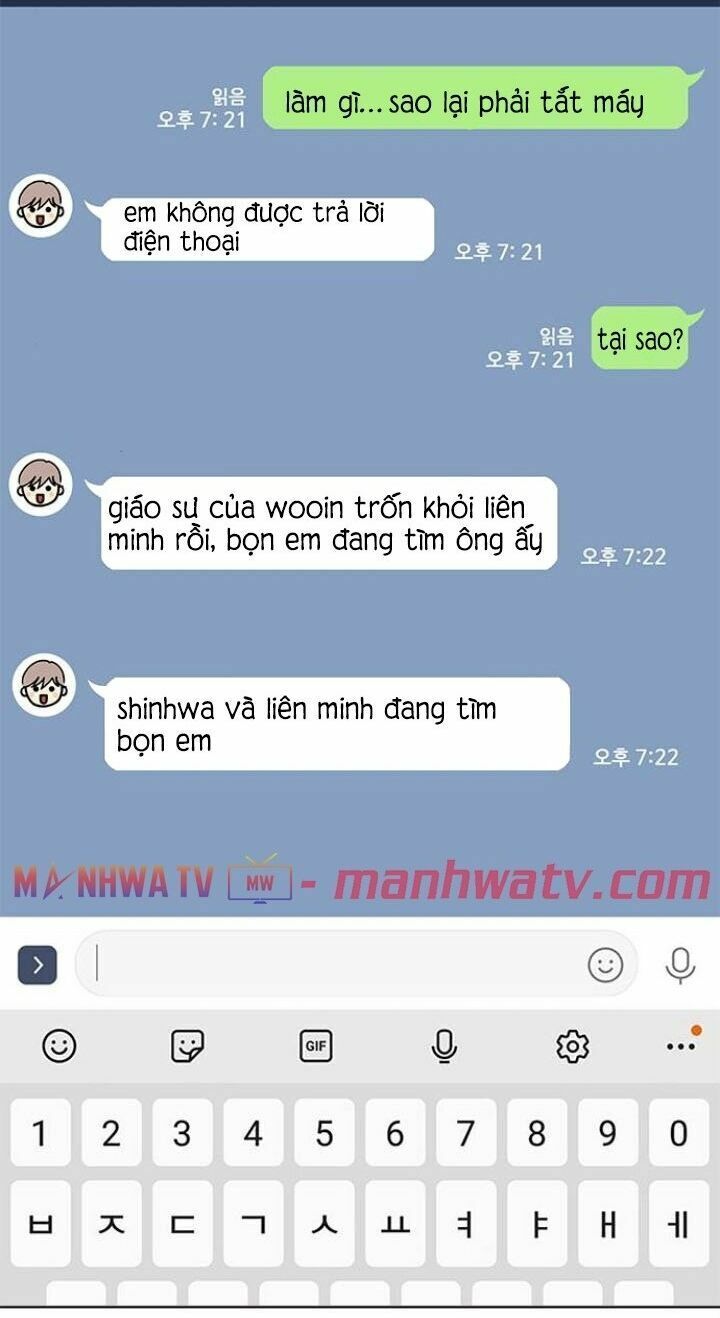 làm gì...sao lại phải tắt máy
읽음
오후 7: 21
em không được trả lời
điện thoại
오후 7: 21
tại sao?
읽음
오후 7: 21
giáo sư của wooin trốn khỏi liên
minh rồi, bọn em đang tìm ông ấy
오후 7:22
shinhwa và liên minh đang tìm
bọn em
오후 7:22
MANHWA TV MW - manhwatv.com
GIF
1 2 3 4 5 6 7 8 9 0
ㅂ ㅈ ㄷ ㄱ ㅅ ㅛ ㅕ ㅑ ㅐ ㅔ